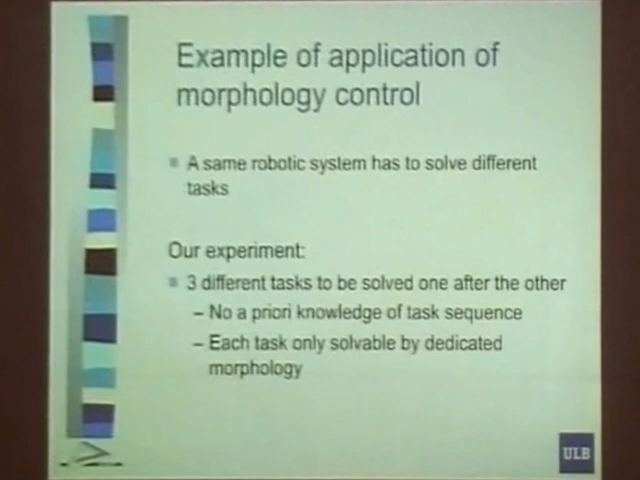 Example of application of
morphology control
A same robotic system has to solve different
tasks
Our experiment:
3 different tasks to be solved one after the other
– No a priori knowledge of task sequence
– Each task only solvable by dedicated
morphology
ULB